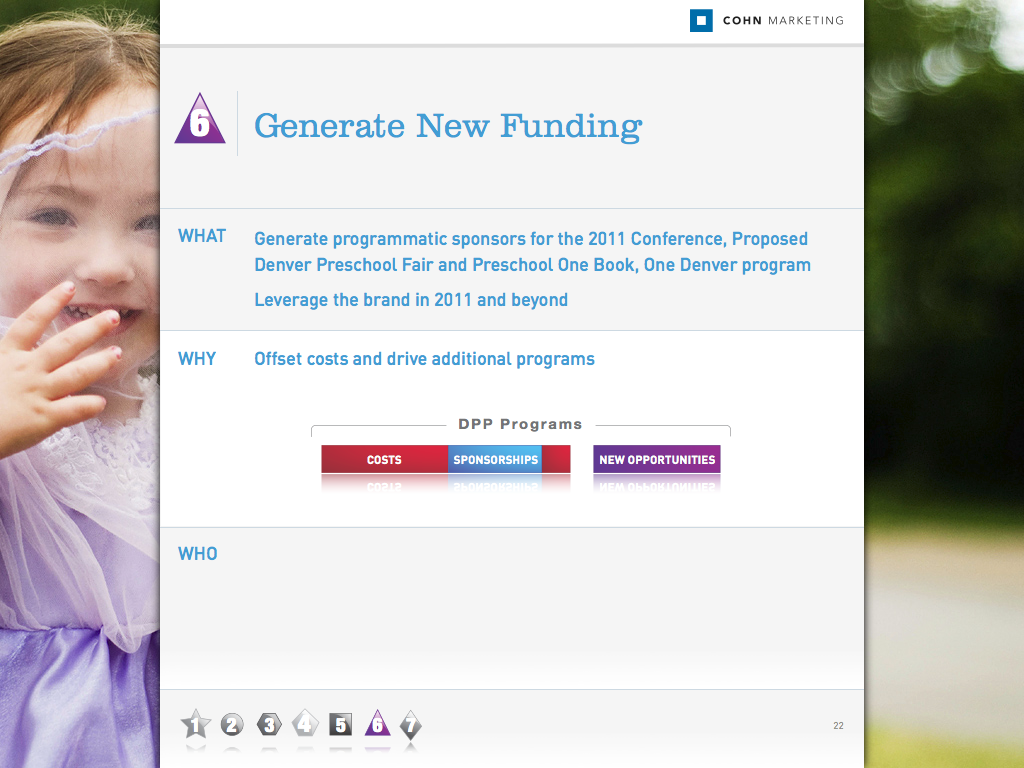 COHN MARKETING
6
Generate New Funding
WHAT
Generate programmatic sponsors for the 2011 Conference, Proposed
Denver Preschool Fair and Preschool One Book, One Denver program
Leverage the brand in 2011 and beyond
WHY
Offset costs and drive additional programs
DPP Programs
COSTS SPONSORSHIPS NEW OPPORTUNITIES
WHO
1 2 3 4 5 6 7
22